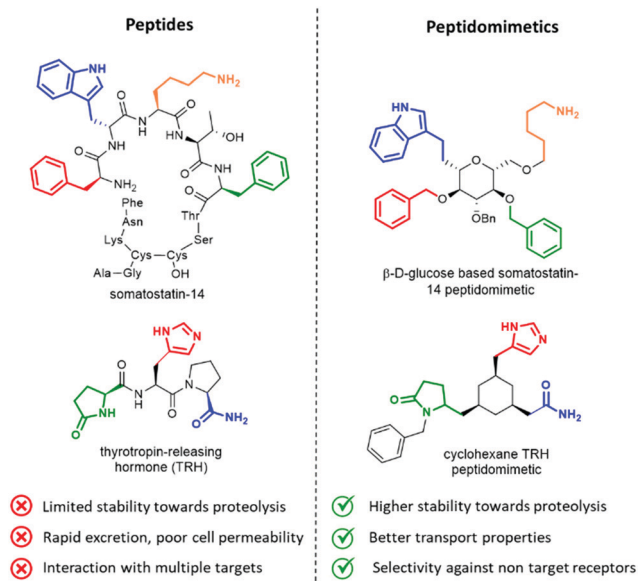 Peptides
NH
NH₂
O
O
N
H
O
N
H
OH
O
NH
NH
NH₂
O
Phe
Asn
Thr
Lys
Ser
Cys
Cys
Ala
Gly
OH
somatostatin-14
HN
N
O
O
N
N
H
O
NH
O
O
NH₂
thyrotropin-releasing
hormone (TRH)
Limited stability towards proteolysis
Rapid excretion, poor cell permeability
Interaction with multiple targets
Peptidomimetics
HN
NH₂
O
O
O
O
OBn
β-D-glucose based somatostatin-
14 peptidomimetic
HN
N
O
N
O
NH₂
cyclohexane TRH
peptidomimetic
Higher stability towards proteolysis
Better transport properties
Selectivity against non target receptors